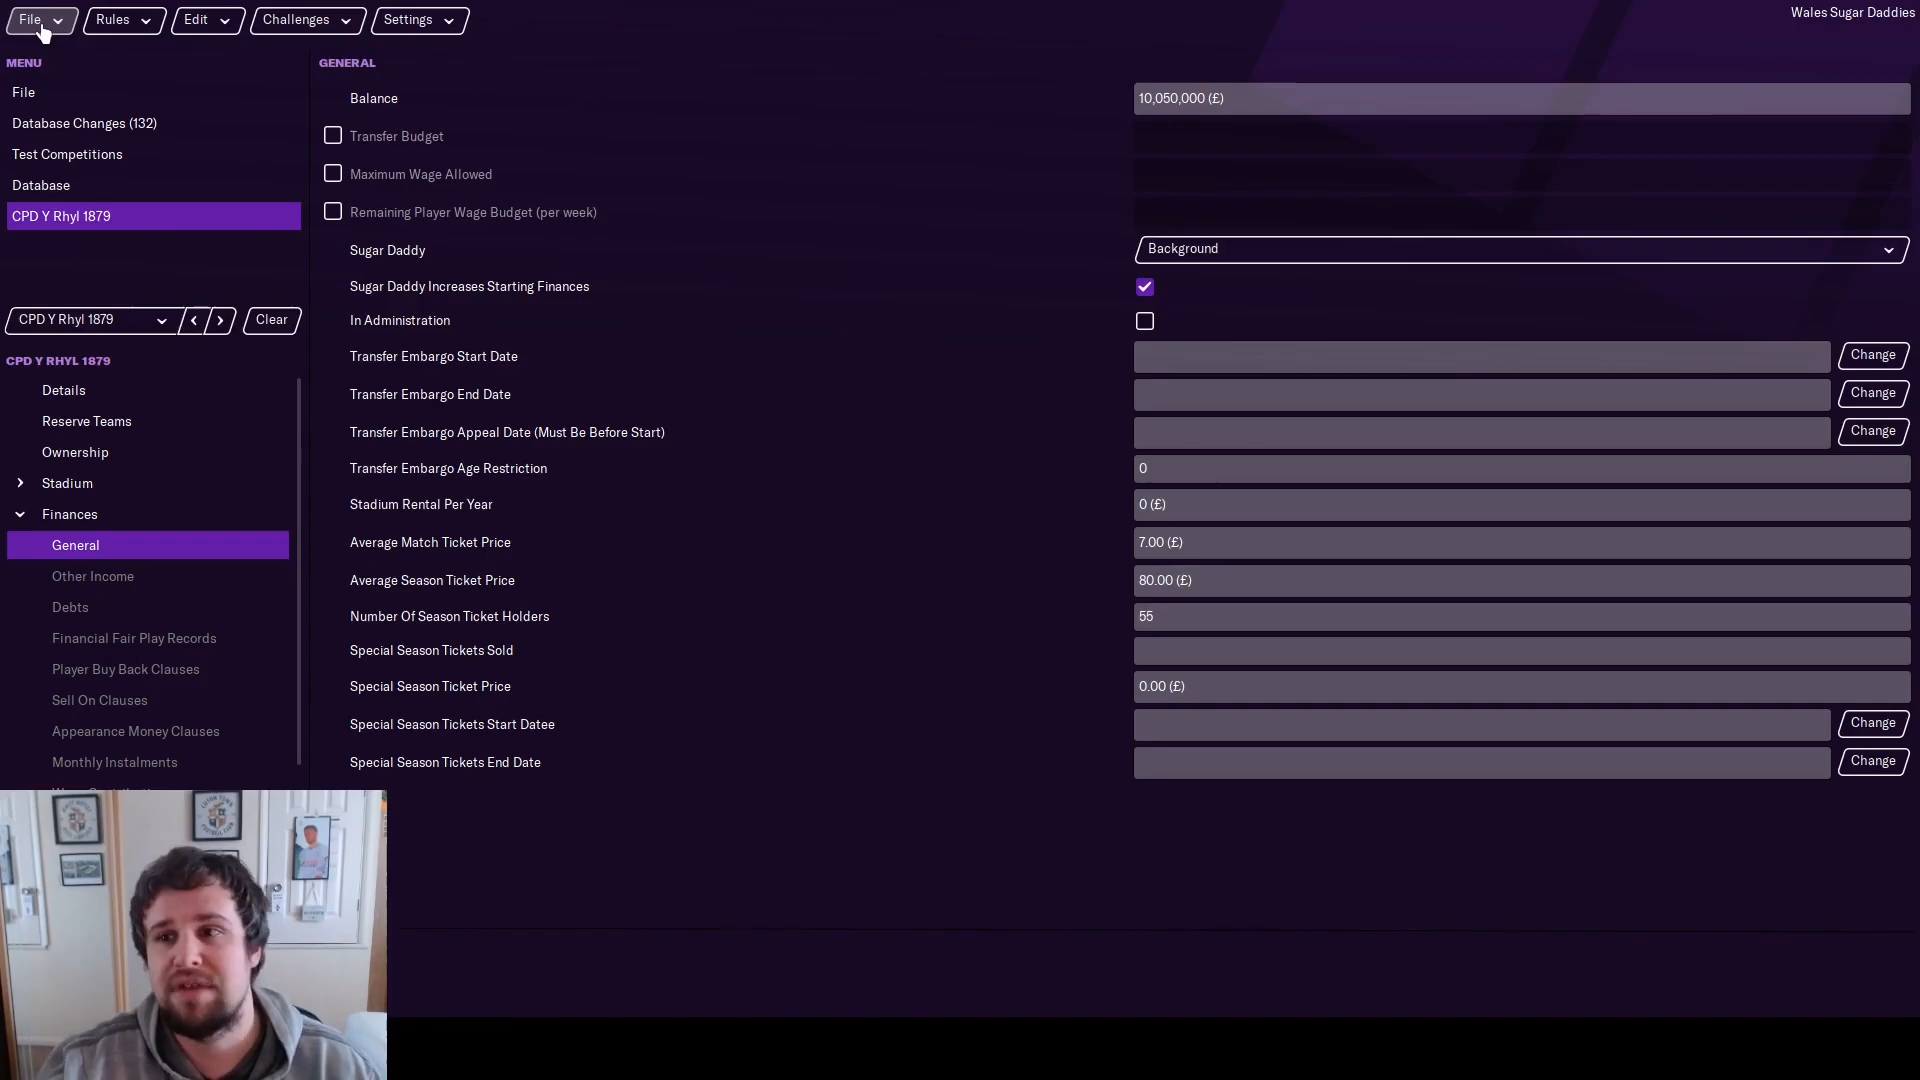 File
Rules
Edit
Challenges
Settings
Wales Sugar Daddies
MENU
File
Database Changes (132)
Test Competitions
Database
CPD Y Rhyl 1879
CPD Y Rhyl 1879
Clear
CPD Y RHYL 1879
Details
Reserve Teams
Ownership
Stadium
Finances
General
Other Income
Debts
Financial Fair Play Records
Player Buy Back Clauses
Sell On Clauses
Appearance Money Clauses
Monthly Instalments
GENERAL
Balance 10,050,000 (£)
Transfer Budget
Maximum Wage Allowed
Remaining Player Wage Budget (per week)
Sugar Daddy Background
Sugar Daddy Increases Starting Finances
In Administration
Transfer Embargo Start Date Change
Transfer Embargo End Date Change
Transfer Embargo Appeal Date (Must Be Before Start) Change
Transfer Embargo Age Restriction 0
Stadium Rental Per Year 0 (£)
Average Match Ticket Price 7.00 (£)
Average Season Ticket Price 80.00 (£)
Number Of Season Ticket Holders 55
Special Season Tickets Sold
Special Season Ticket Price 0.00 (£)
Special Season Tickets Start Datee Change
Special Season Tickets End Date Change